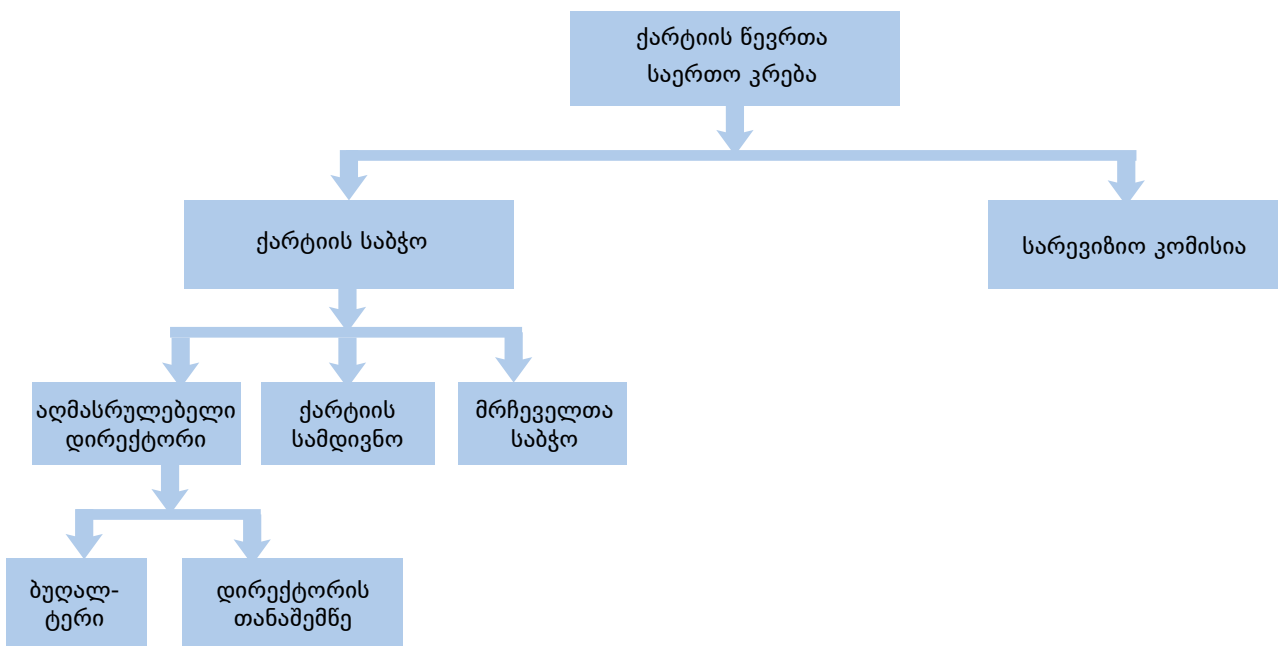 ქარტიის წევრთა
საერთო კრება
ქარტიის საბჭო
სარევიზიო კომისია
აღმასრულებელი
დირექტორი
ქარტიის
სამდივნო
მრჩეველთა
საბჭო
ბუღალ-
ტერი
დირექტორის
თანაშემწე